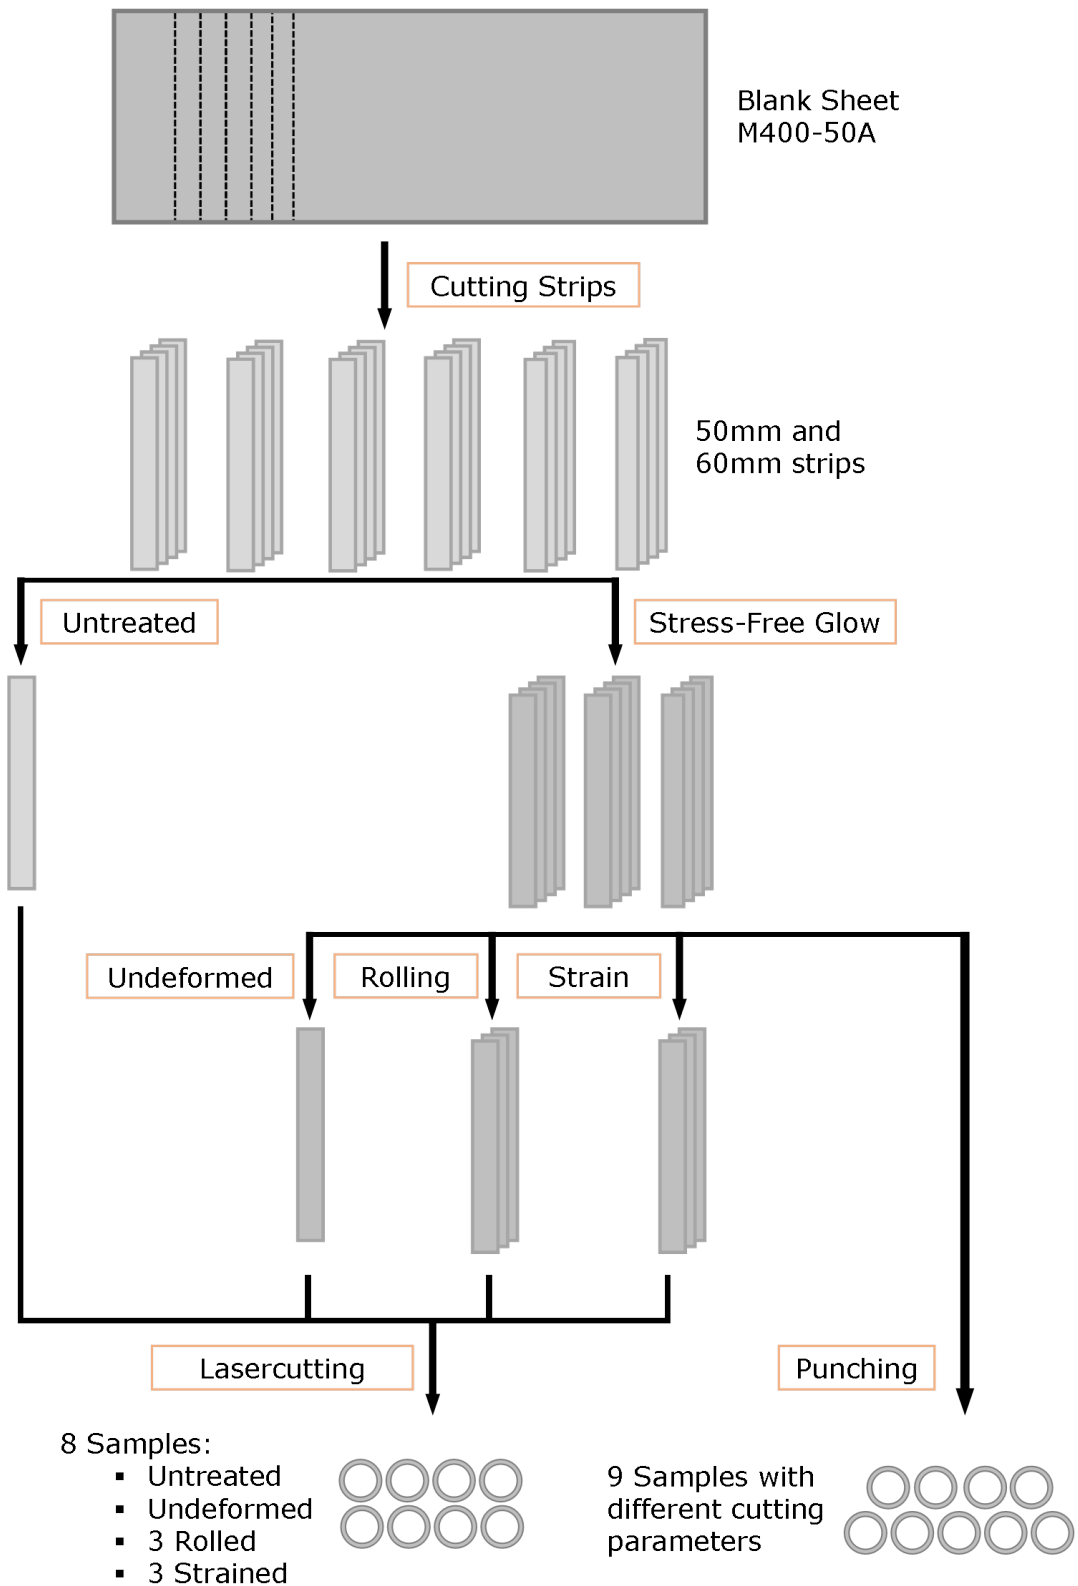 Blank Sheet
M400-50A
Cutting Strips
50mm and
60mm strips
Untreated
Stress-Free Glow
Undeformed
Rolling
Strain
Lasercutting
Punching
8 Samples:
▪ Untreated
▪ Undeformed
▪ 3 Rolled
▪ 3 Strained
9 Samples with
different cutting
parameters